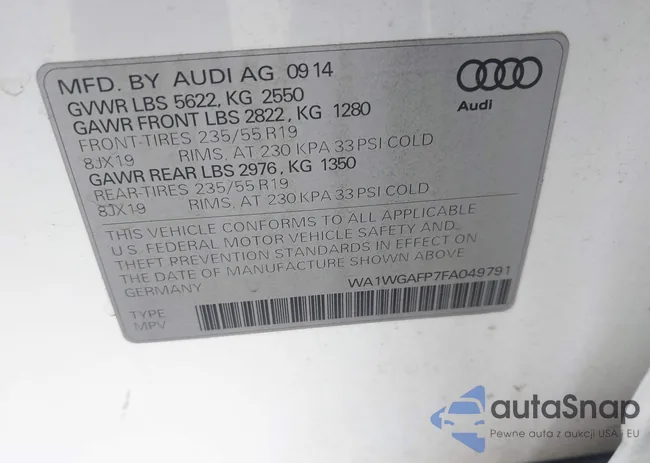 MFD. BY AUDI AG 09 14
GVWR LBS 5622, KG 2550
GAWR FRONT LBS 2822, KG 1280
FRONT-TIRES 235/55 R19
8JX19 RIMS, AT 230 KPA 33 PSI COLD
GAWR REAR LBS 2976, KG 1350
REAR-TIRES 235/55 R19
8JX19 RIMS, AT 230 KPA 33 PSI COLD
Audi
THIS VEHICLE CONFORMS TO ALL APPLICABLE
U.S. FEDERAL MOTOR VEHICLE SAFETY AND
THEFT PREVENTION STANDARDS IN EFFECT ON
THE DATE OF MANUFACTURE SHOWN ABOVE
GERMANY WA1WGAFP7FA049791
TYPE
MPV
autaSnap
Pewne auta z aukcji USA i EU